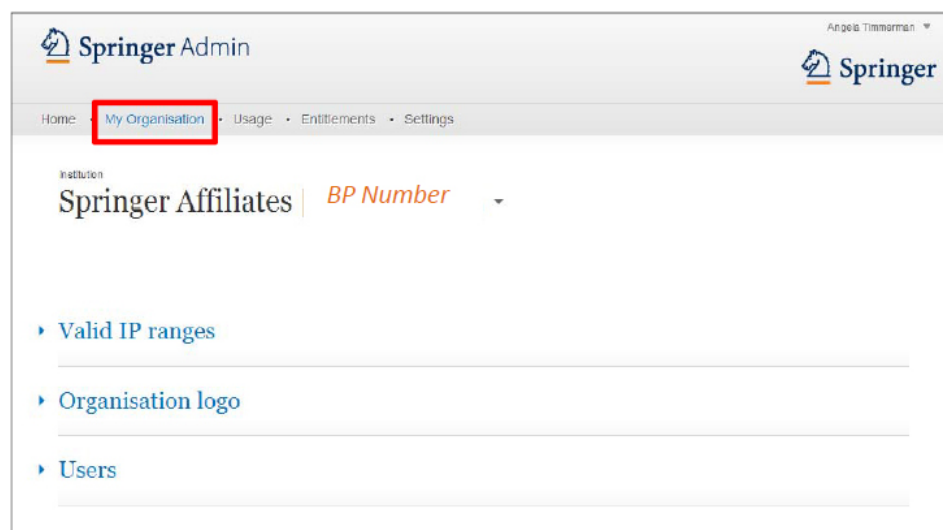 Angela Timmerman
Springer Admin
Springer
Home • My Organisation • Usage • Entitlements • Settings
Institution
Springer Affiliates | BP Number
Valid IP ranges
Organisation logo
Users